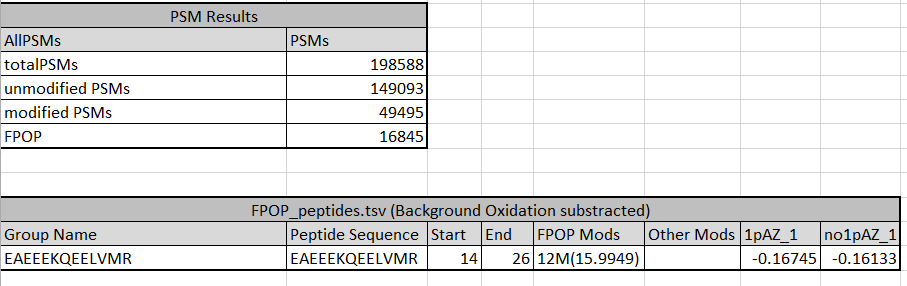 PSM Results
AllPSMs PSMs
totalPSMs 198588
unmodified PSMs 149093
modified PSMs 49495
FPOP 16845
FPOP_peptides.tsv (Background Oxidation substracted)
Group Name Peptide Sequence Start End FPOP Mods Other Mods 1pAZ_1 no1pAZ_1
EAEEEKQEELVMR EAEEEKQEELVMR 14 26 12M(15.9949) -0.16745 -0.16133